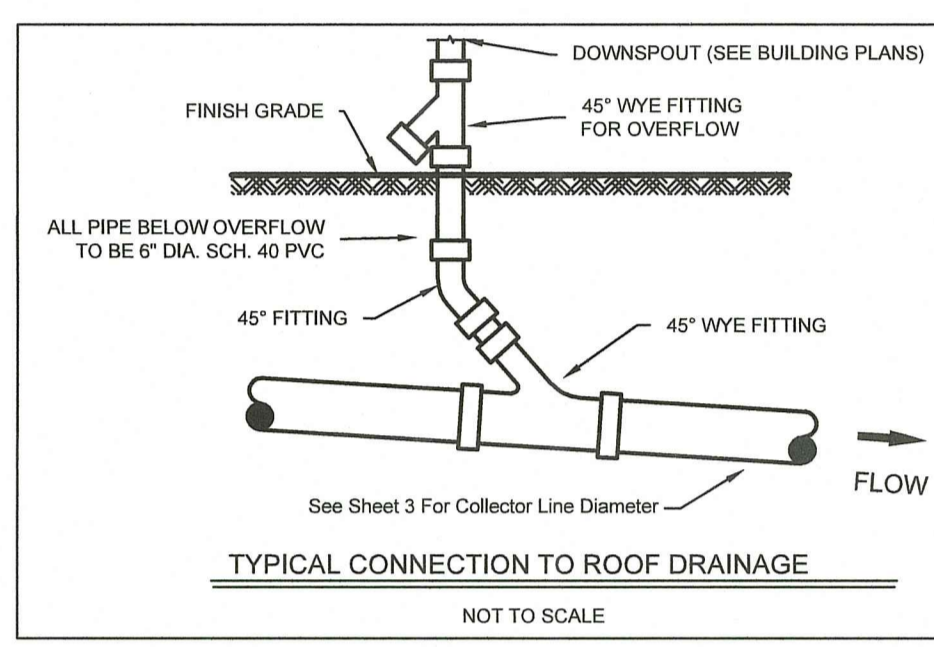 DOWNSPOUT (SEE BUILDING PLANS)
FINISH GRADE
45° WYE FITTING
FOR OVERFLOW
ALL PIPE BELOW OVERFLOW
TO BE 6" DIA. SCH. 40 PVC
45° FITTING
45° WYE FITTING
FLOW
See Sheet 3 For Collector Line Diameter
TYPICAL CONNECTION TO ROOF DRAINAGE
NOT TO SCALE